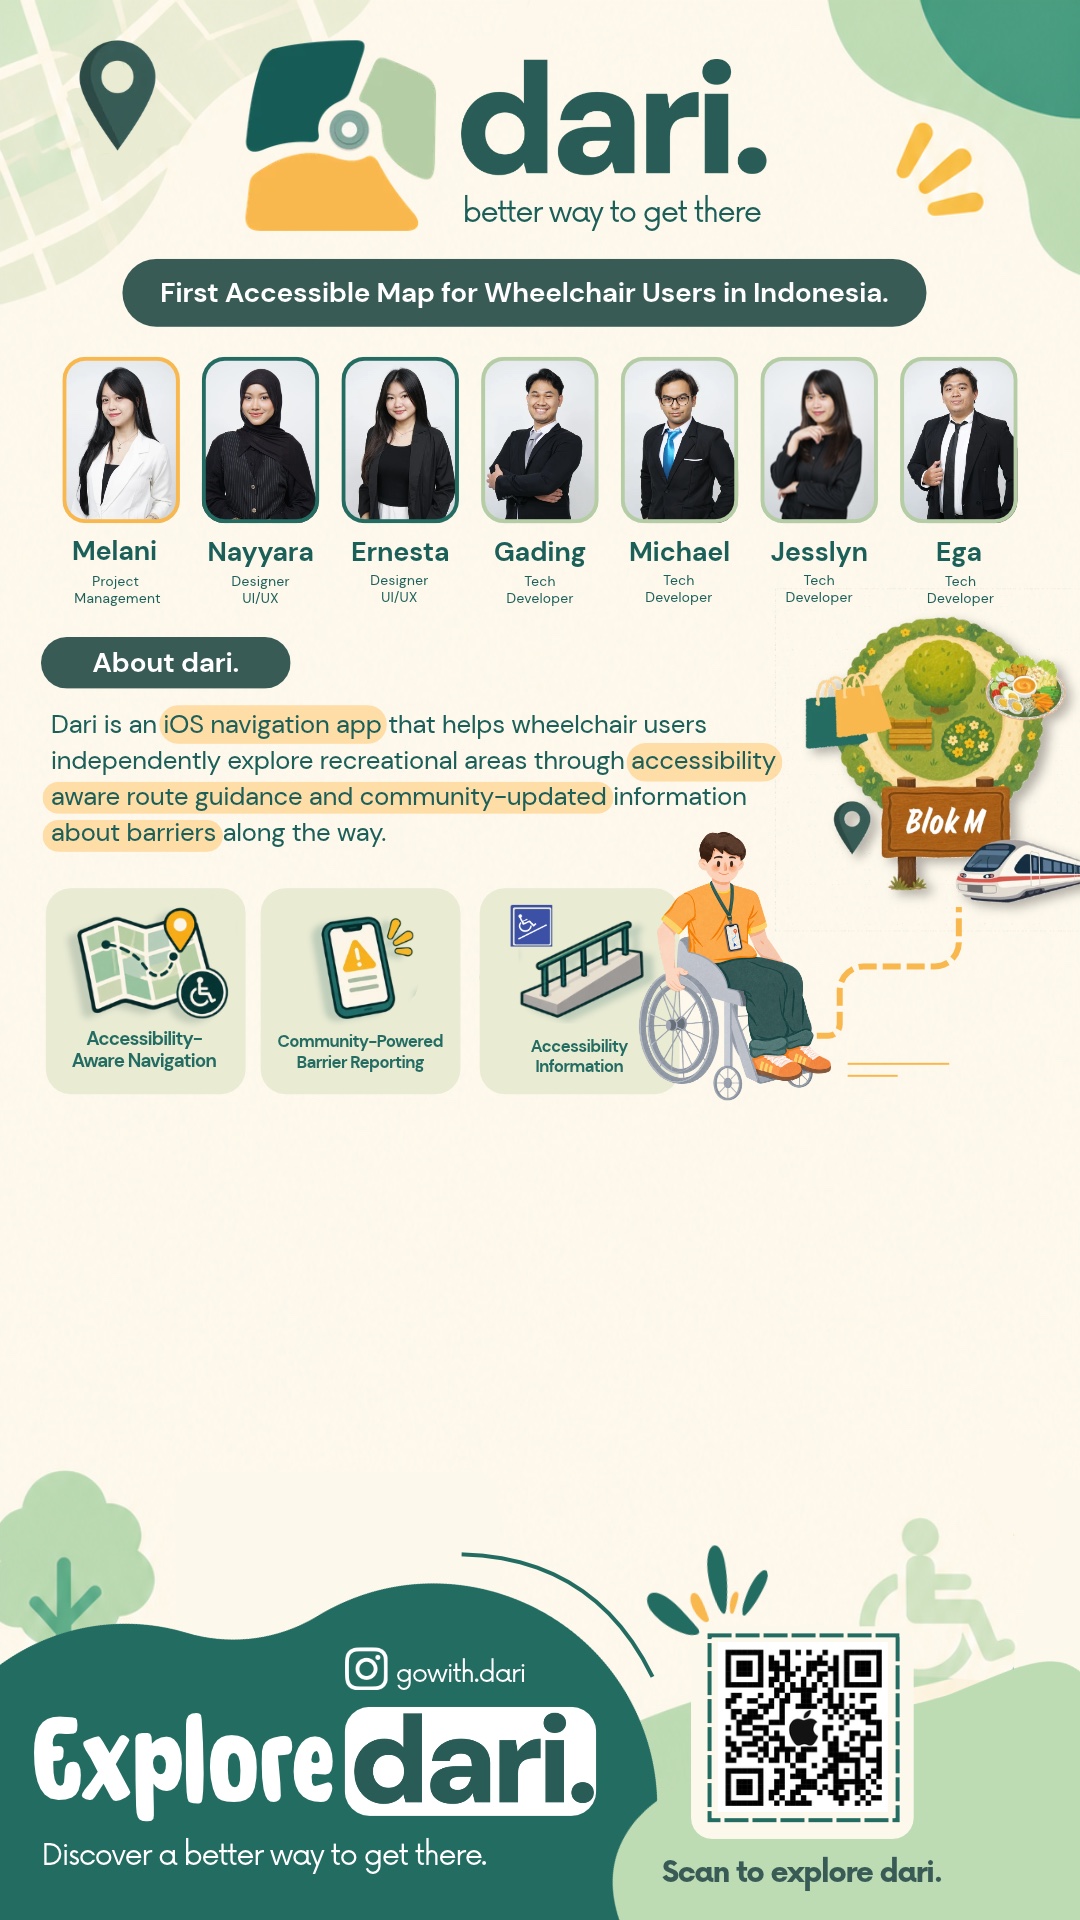 dari.
better way to get there
First Accessible Map for Wheelchair Users in Indonesia.
Melani
Project
Management
Nayyara
Designer
UI/UX
Ernesta
Designer
UI/UX
Gading
Tech
Developer
Michael
Tech
Developer
Jesslyn
Tech
Developer
Ega
Tech
Developer
About dari.
Dari is an iOS navigation app that helps wheelchair users
independently explore recreational areas through accessibility
aware route guidance and community-updated information
about barriers along the way.
Blok M
Accessibility-
Aware Navigation
Community-Powered
Barrier Reporting
Accessibility
Information
gowith.dari
Explore dari.
Discover a better way to get there.
Scan to explore dari.